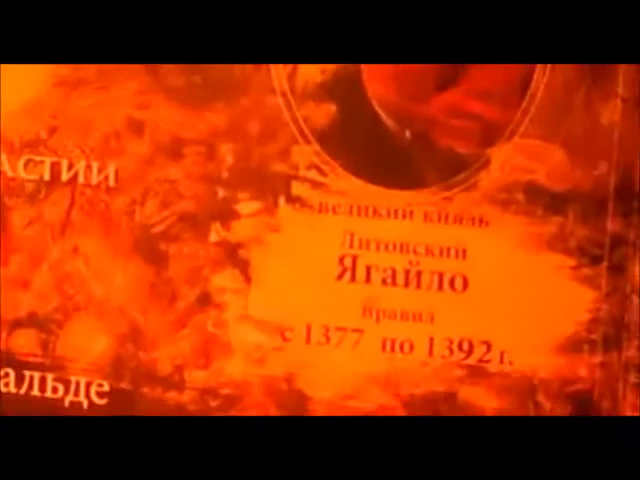 АСТИИ
великий князь
Литовский
Ягайло
правил
с 1377 по 1392 г.
альде